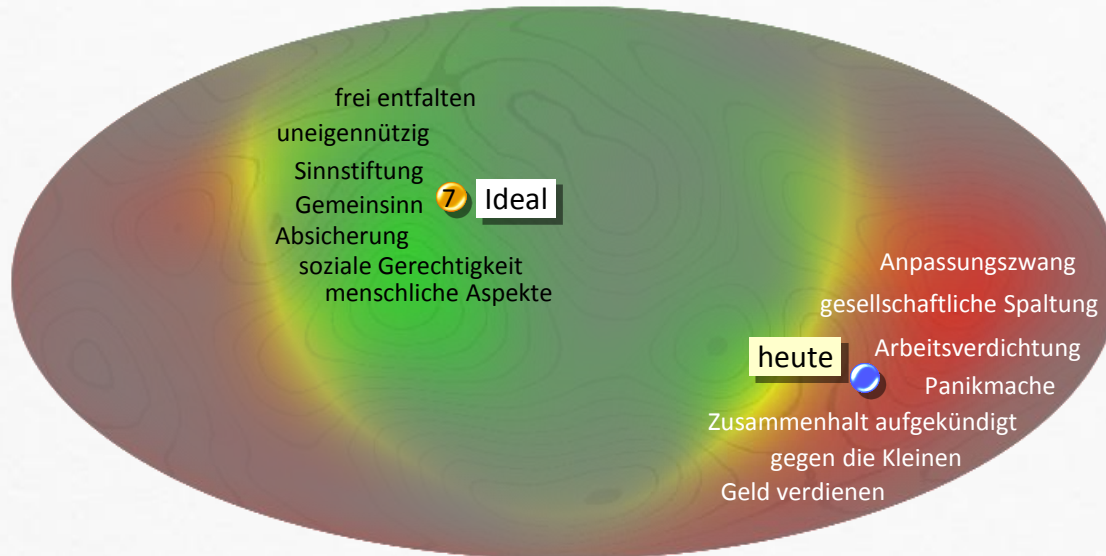 frei entfalten
uneigennützig
Sinnstiftung
Gemeinsinn
7 Ideal
Absicherung
soziale Gerechtigkeit
menschliche Aspekte
Anpassungszwang
gesellschaftliche Spaltung
heute
Arbeitsverdichtung
Panikmache
Zusammenhalt aufgekündigt
gegen die Kleinen
Geld verdienen